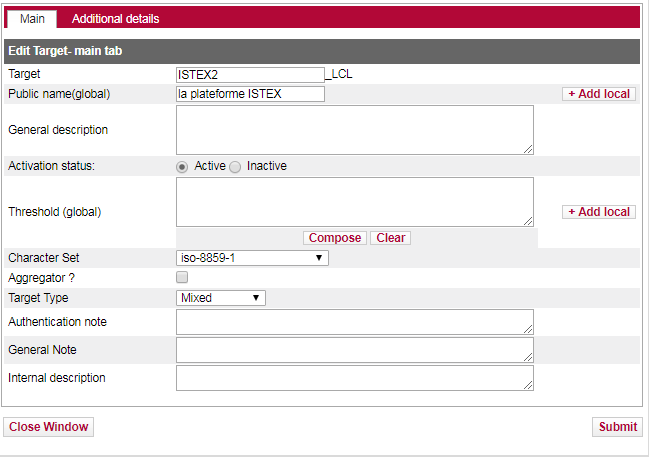 Main Additional details
Edit Target- main tab
Target ISTEX2 _LCL
Public name(global) la plateforme ISTEX + Add local
General description
Activation status: Active Inactive
Threshold (global) + Add local
Compose Clear
Character Set iso-8859-1
Aggregator ?
Target Type Mixed
Authentication note
General Note
Internal description
Close Window Submit